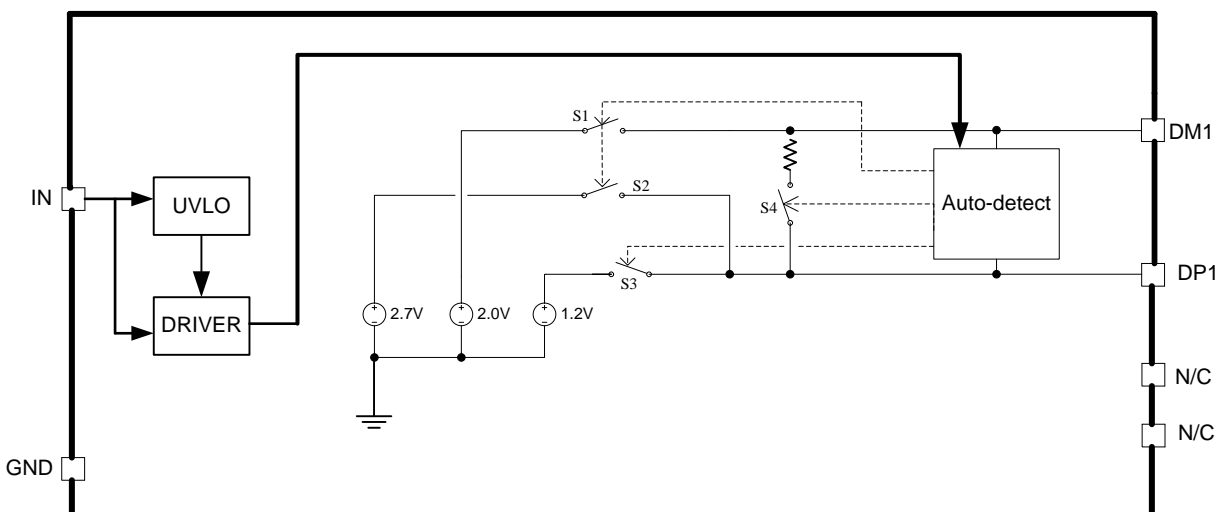 S1
DM1
IN
UVLO
S2
S4
Auto-detect
DP1
S3
DRIVER
+
−
2.7V
+
−
2.0V
+
−
1.2V
N/C
N/C
GND